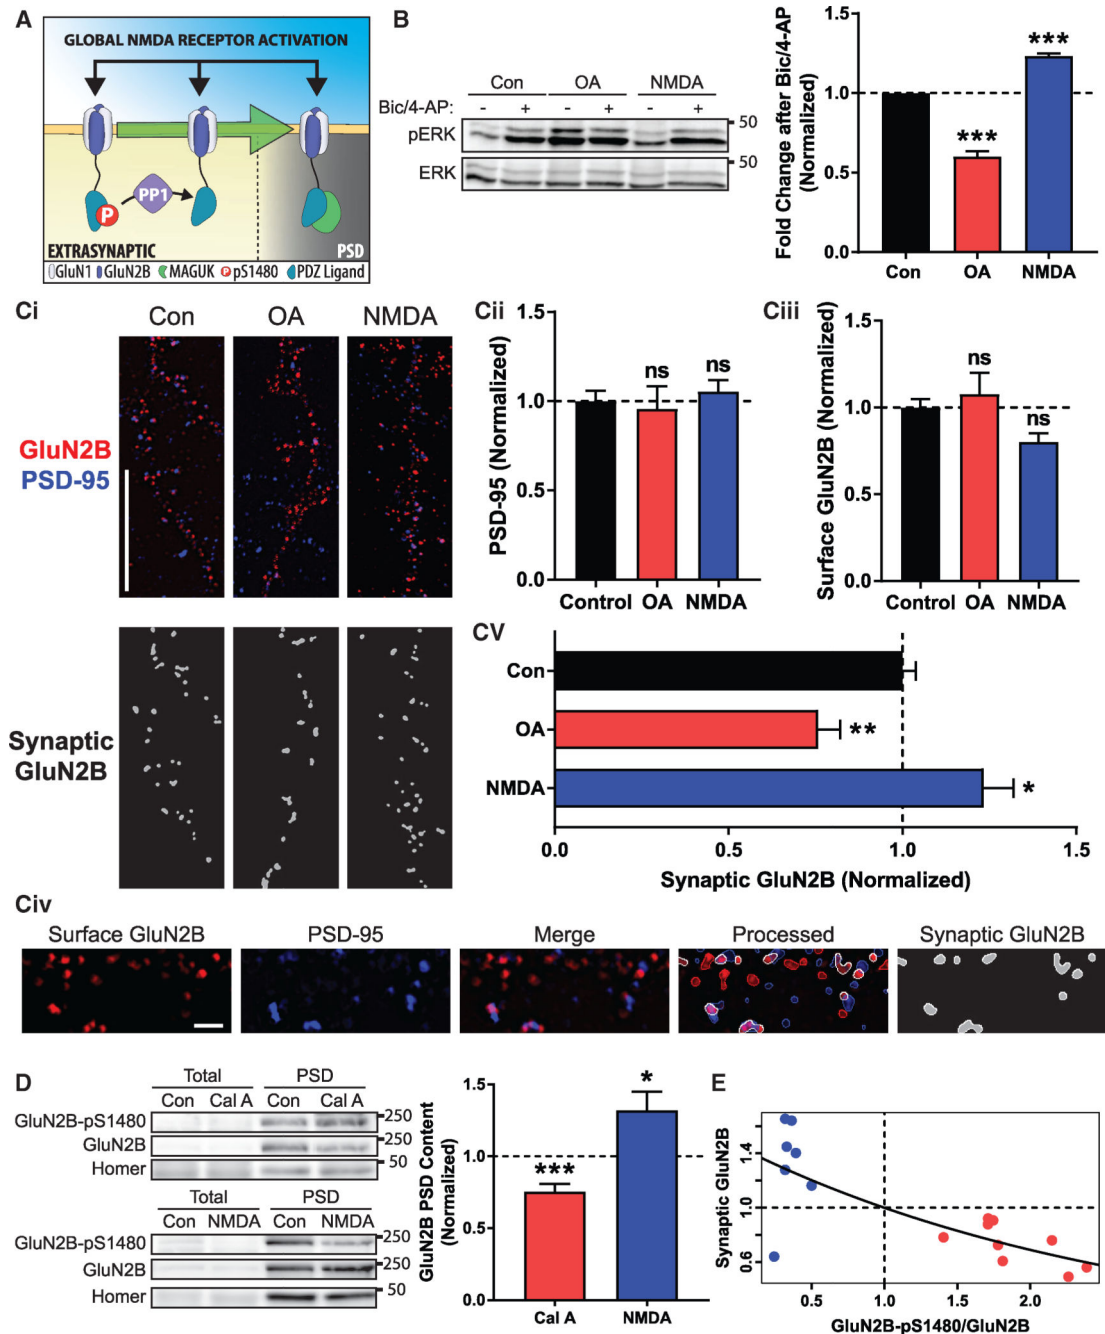 A
GLOBAL NMDA RECEPTOR ACTIVATION
PP1
P
EXTRASYNAPTIC
PSD
GluN1 GluN2B MAGUK P pS1480 PDZ Ligand
B
Con OA NMDA
Bic/4-AP: - + - + - +
pERK
50
ERK
50
Fold Change after Bic/4-AP
(Normalized)
1.5
1.0
0.5
0.0
***
***
Con OA NMDA
Ci
Con OA NMDA
GluN2B
PSD-95
Synaptic
GluN2B
Cii
PSD-95 (Normalized)
1.5
1.0
0.5
0.0
ns
ns
Control OA NMDA
Ciii
Surface GluN2B (Normalized)
1.5
1.0
0.5
0.0
ns
ns
Control OA NMDA
CV
Con
OA
NMDA
**
*
0.0 0.5 1.0 1.5
Synaptic GluN2B (Normalized)
Civ
Surface GluN2B PSD-95 Merge Processed Synaptic GluN2B
D
Total PSD
Con Cal A Con Cal A
GluN2B-pS1480
250
GluN2B
250
Homer
50
Total PSD
Con NMDA Con NMDA
GluN2B-pS1480
250
GluN2B
250
Homer
50
GluN2B PSD Content
(Normalized)
1.5
1.0
0.5
0.0
***
*
Cal A NMDA
E
Synaptic GluN2B
1.4
1.0
0.6
0.5 1.0 1.5 2.0
GluN2B-pS1480/GluN2B